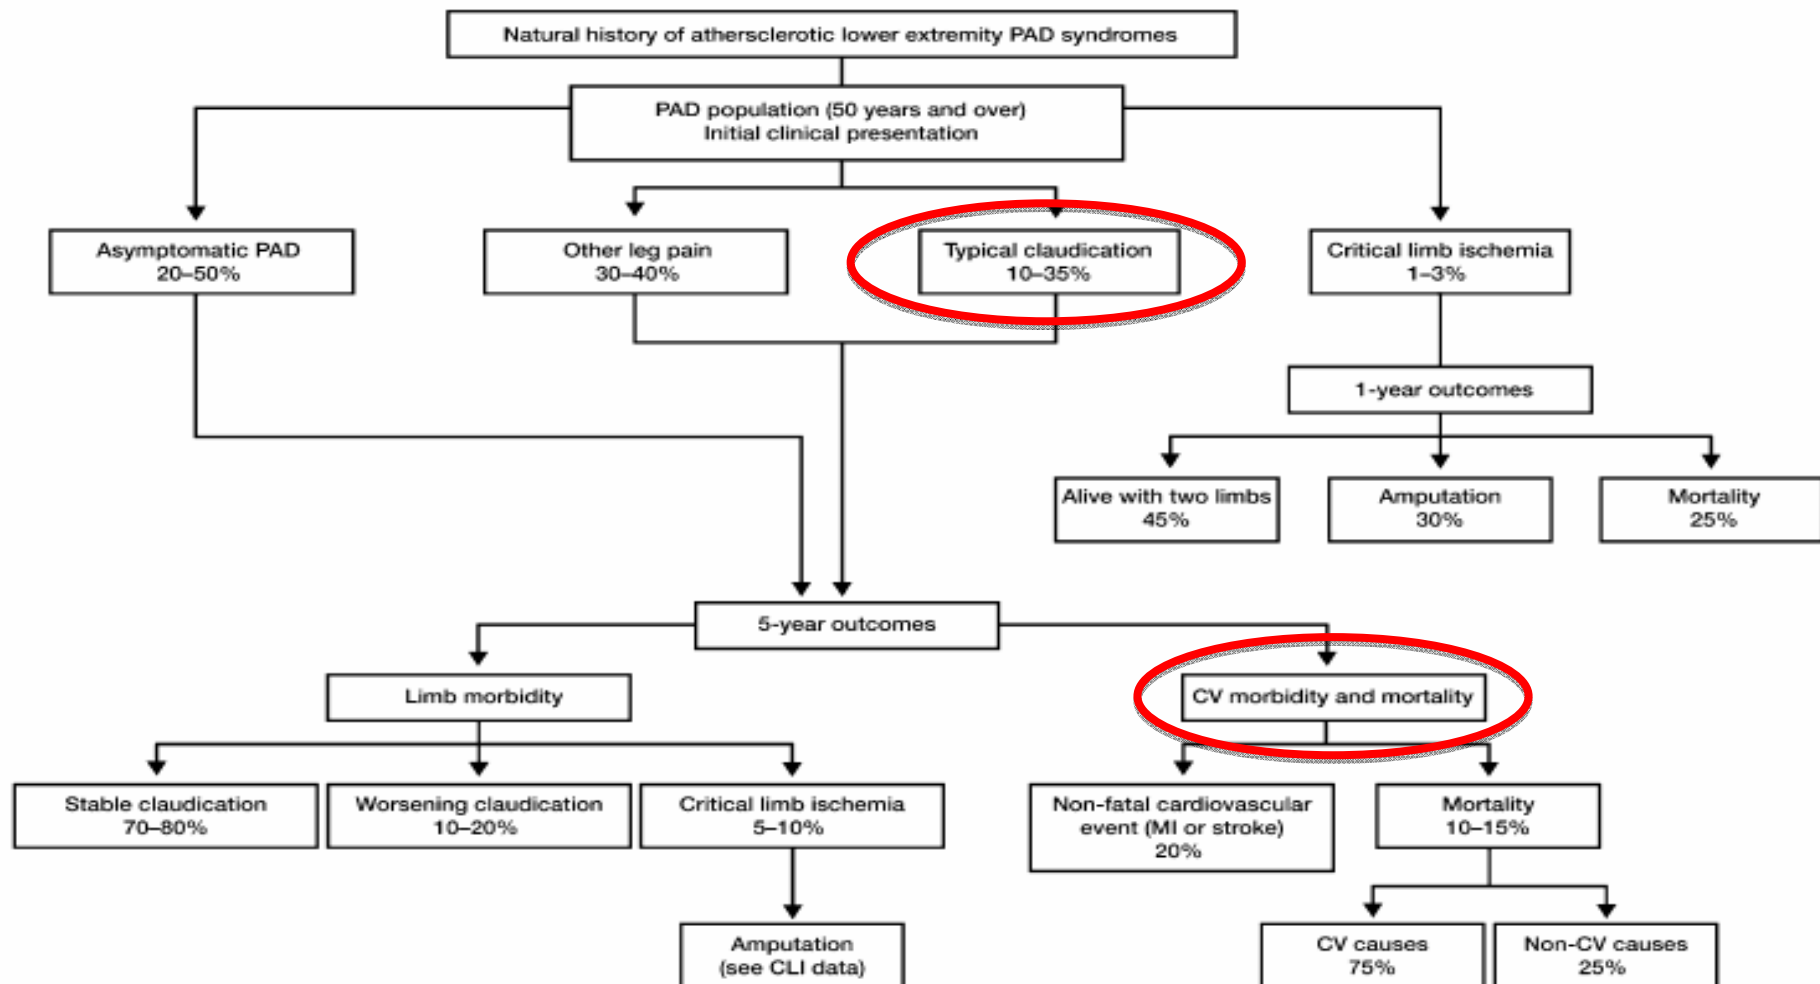 Natural history of athersclerotic lower extremity PAD syndromes
PAD population (50 years and over)
Initial clinical presentation
Asymptomatic PAD
20–50%
Other leg pain
30–40%
Typical claudication
10–35%
Critical limb ischemia
1–3%
1-year outcomes
Alive with two limbs
45%
Amputation
30%
Mortality
25%
5-year outcomes
Limb morbidity
CV morbidity and mortality
Stable claudication
70–80%
Worsening claudication
10–20%
Critical limb ischemia
5–10%
Non-fatal cardiovascular
event (MI or stroke)
20%
Mortality
10–15%
Amputation
(see CLI data)
CV causes
75%
Non-CV causes
25%